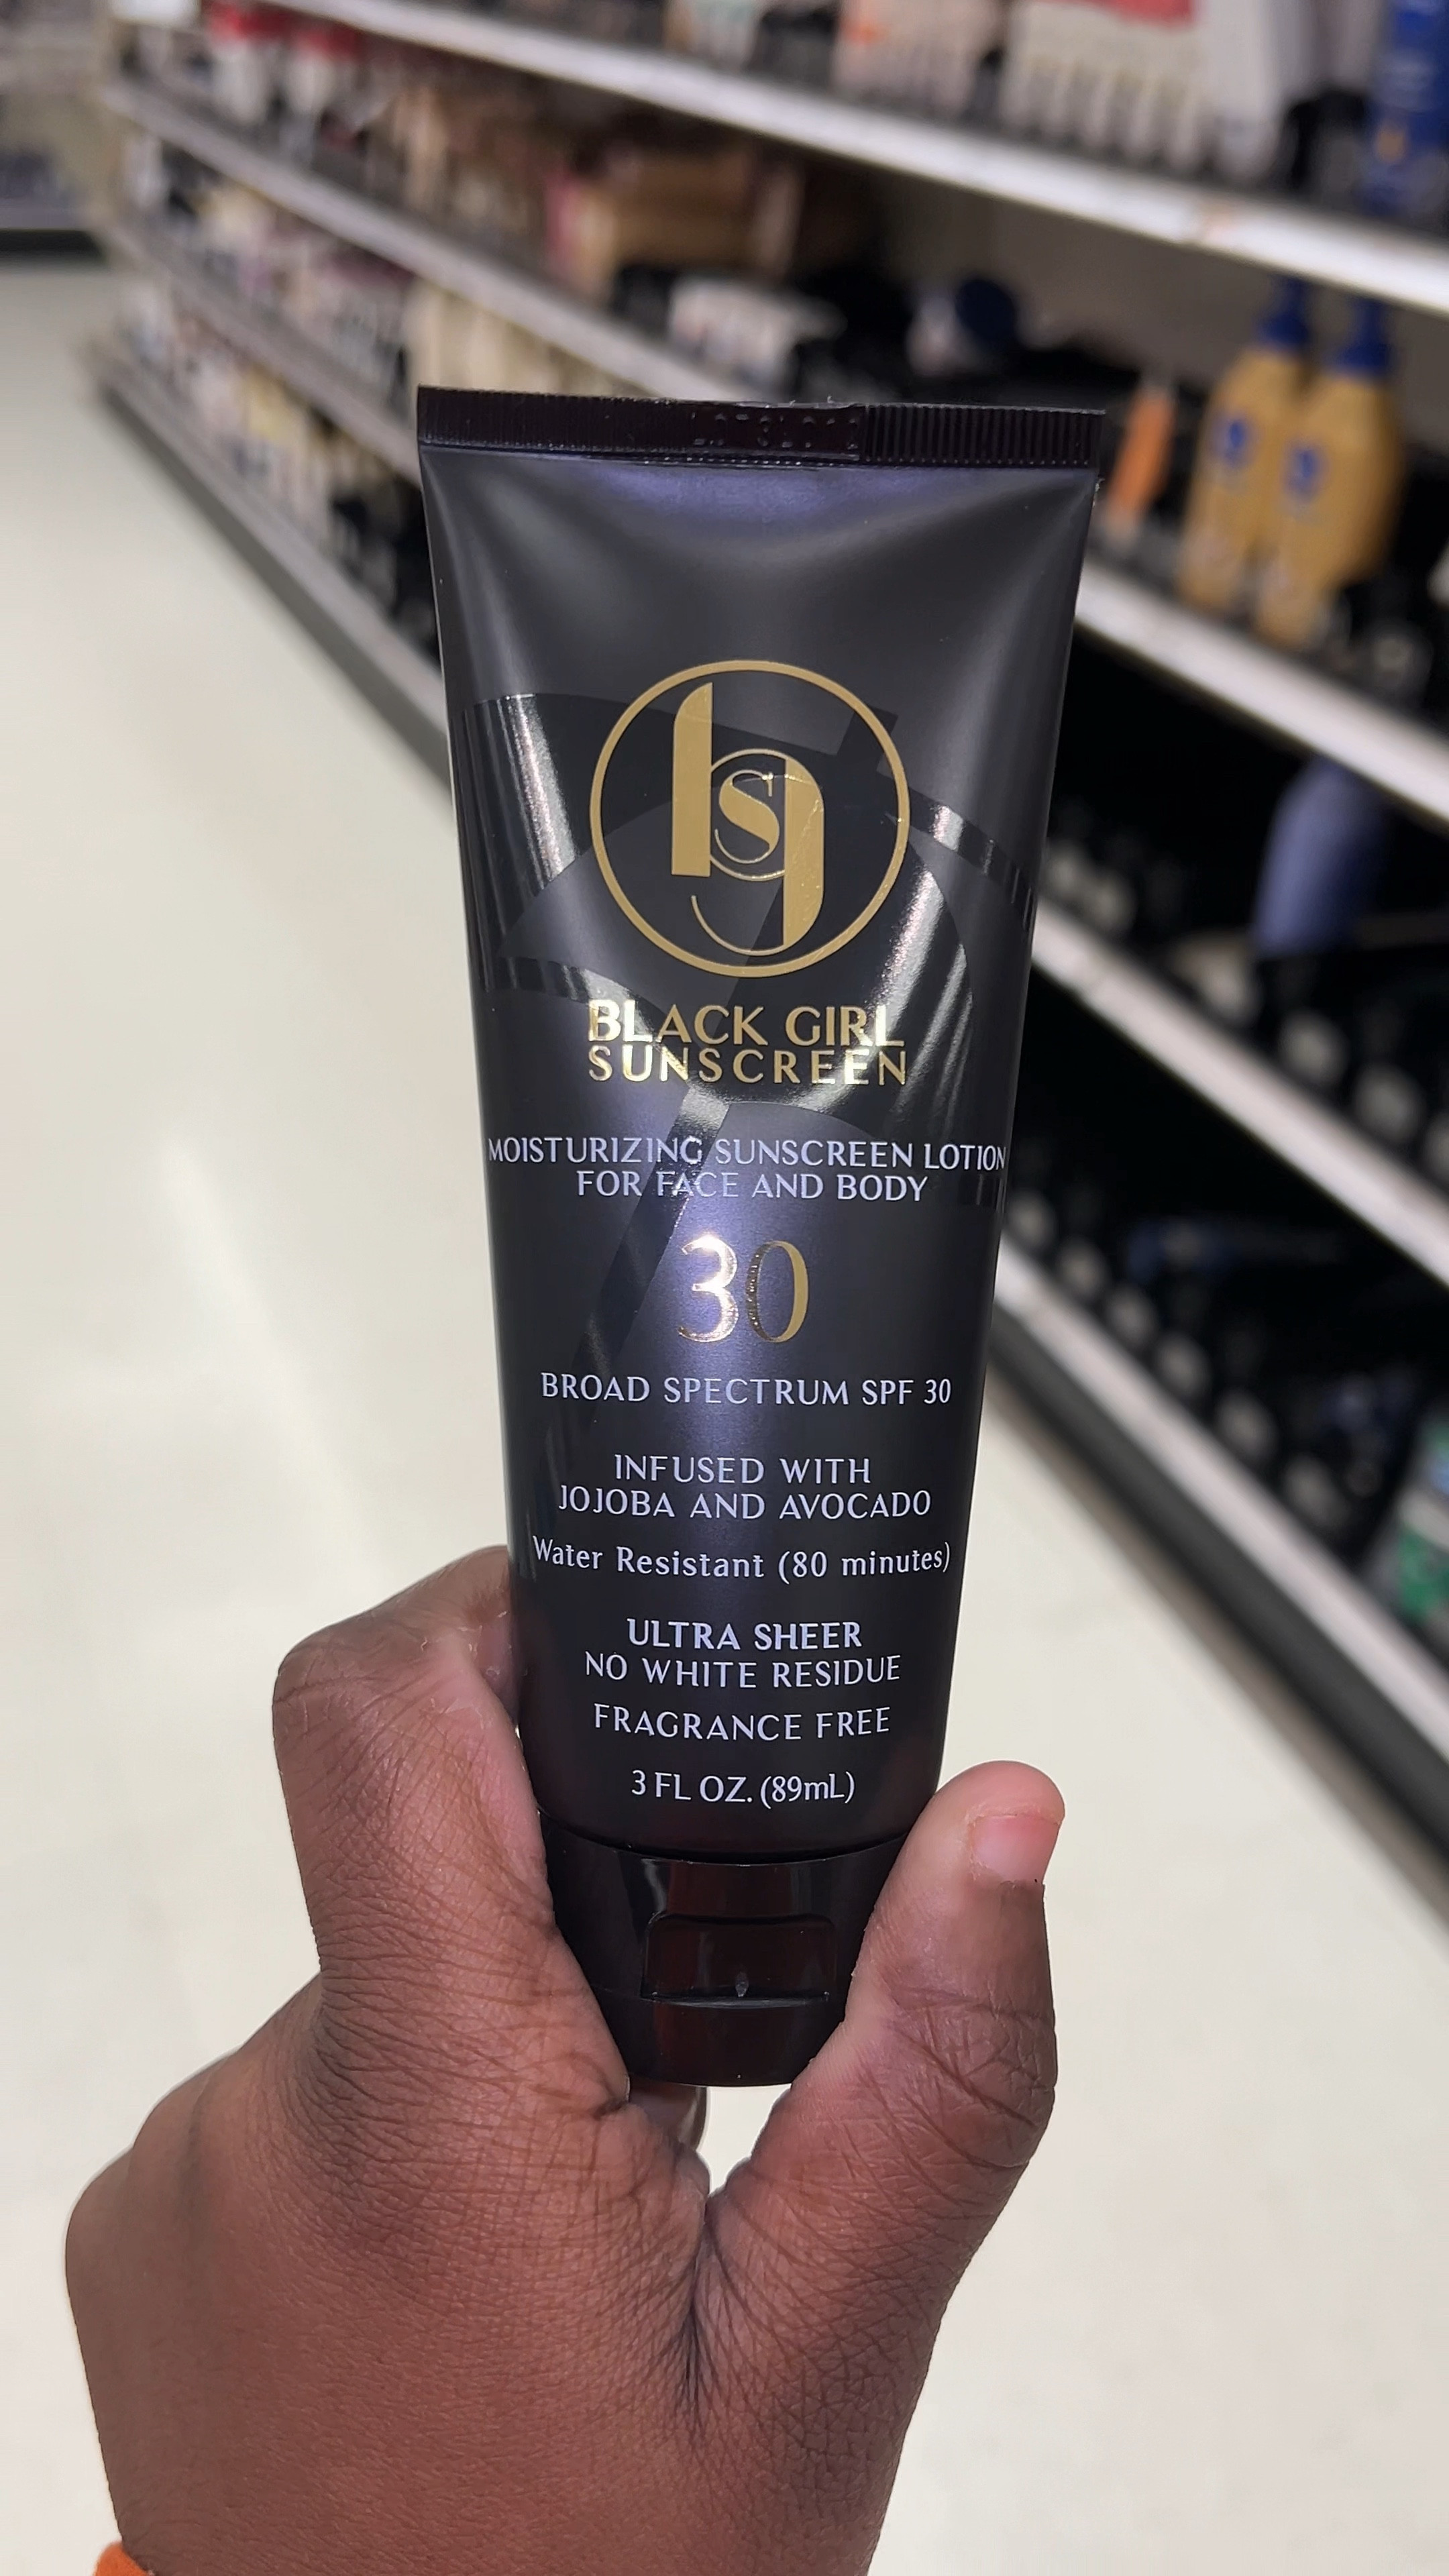 bsg
BLACK GIRL
SUNSCREEN
MOISTURIZING SUNSCREEN LOTION
FOR FACE AND BODY
30
BROAD SPECTRUM SPF 30
INFUSED WITH
JOJOBA AND AVOCADO
Water Resistant (80 minutes)
ULTRA SHEER
NO WHITE RESIDUE
FRAGRANCE FREE
3 FL OZ. (89mL)